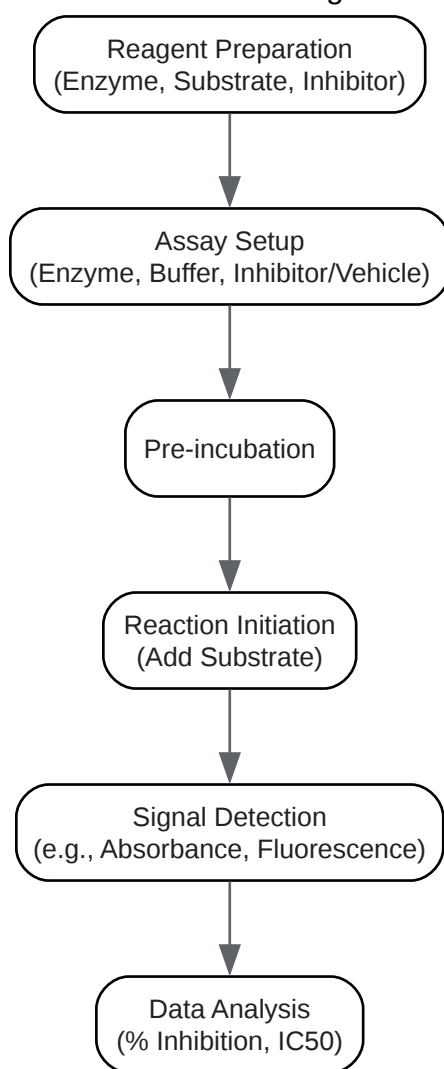 Reagent Preparation
(Enzyme, Substrate, Inhibitor)
Assay Setup
(Enzyme, Buffer, Inhibitor/Vehicle)
Pre-incubation
Reaction Initiation
(Add Substrate)
Signal Detection
(e.g., Absorbance, Fluorescence)
Data Analysis
(% Inhibition, IC50)